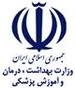 جمهوری اسلامی ایران
وزارت بهداشت ، درمان
و آموزش پزشکی